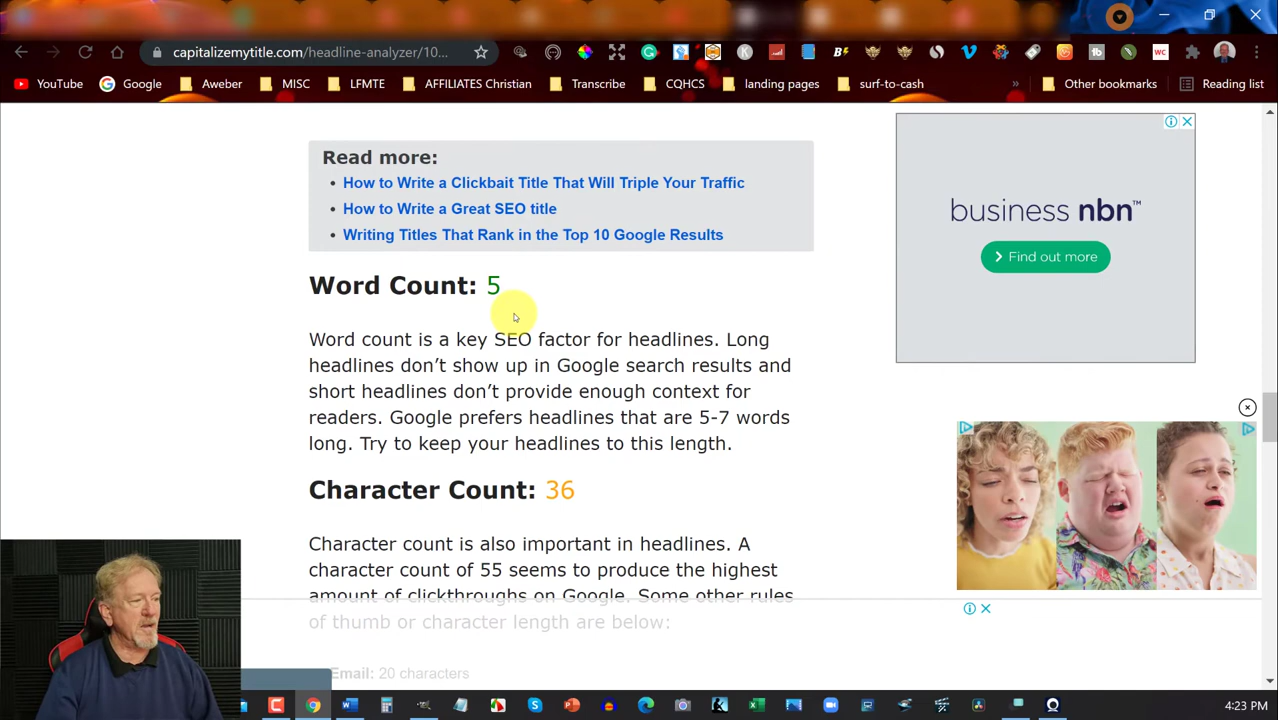 capitalizemytitle.com/headline-analyzer/10...
YouTube
Google
Aweber
MISC
LFMTE
AFFILIATES Christian
Transcribe
CQHCS
landing pages
surf-to-cash
»
Other bookmarks
Reading list
Read more:
• How to Write a Clickbait Title That Will Triple Your Traffic
• How to Write a Great SEO title
• Writing Titles That Rank in the Top 10 Google Results
Word Count: 5
Word count is a key SEO factor for headlines. Long
headlines don't show up in Google search results and
short headlines don't provide enough context for
readers. Google prefers headlines that are 5-7 words
long. Try to keep your headlines to this length.
Character Count: 36
Character count is also important in headlines. A
character count of 55 seems to produce the highest
amount of clickthroughs on Google. Some other rules
of thumb or character length are below:
Email: 20 characters
business nbn™
Find out more
4:23 PM